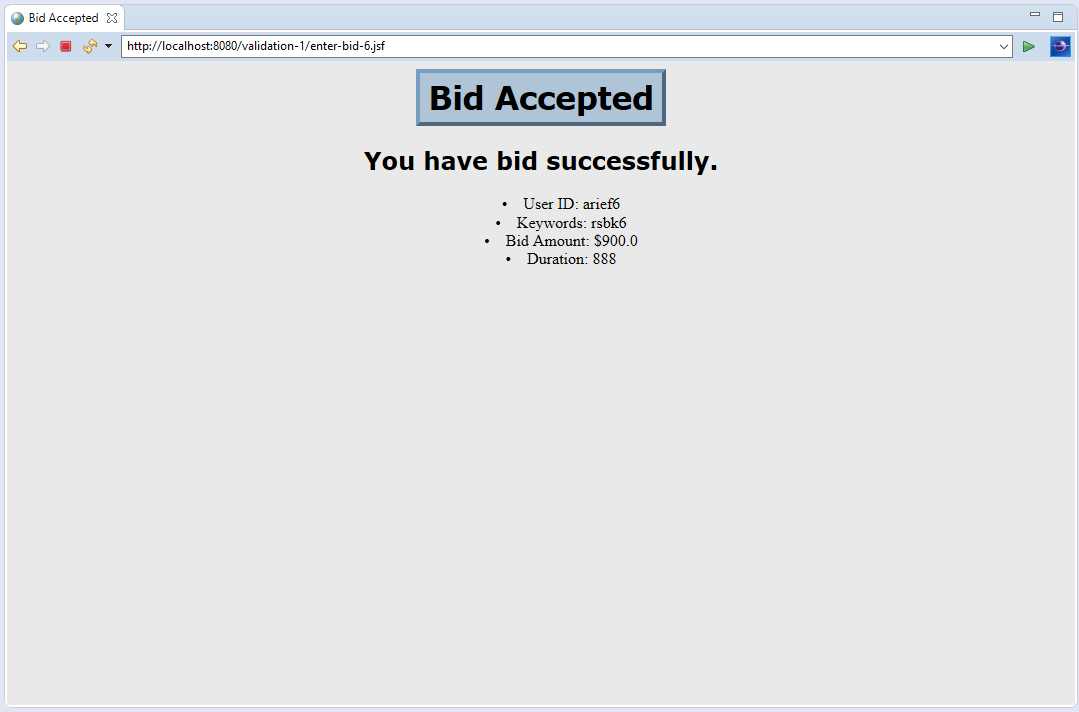 Bid Accepted
http://localhost:8080/validation-1/enter-bid-6.jsf
Bid Accepted
You have bid successfully.
• User ID: arief6
• Keywords: rsbk6
• Bid Amount: $900.0
• Duration: 888